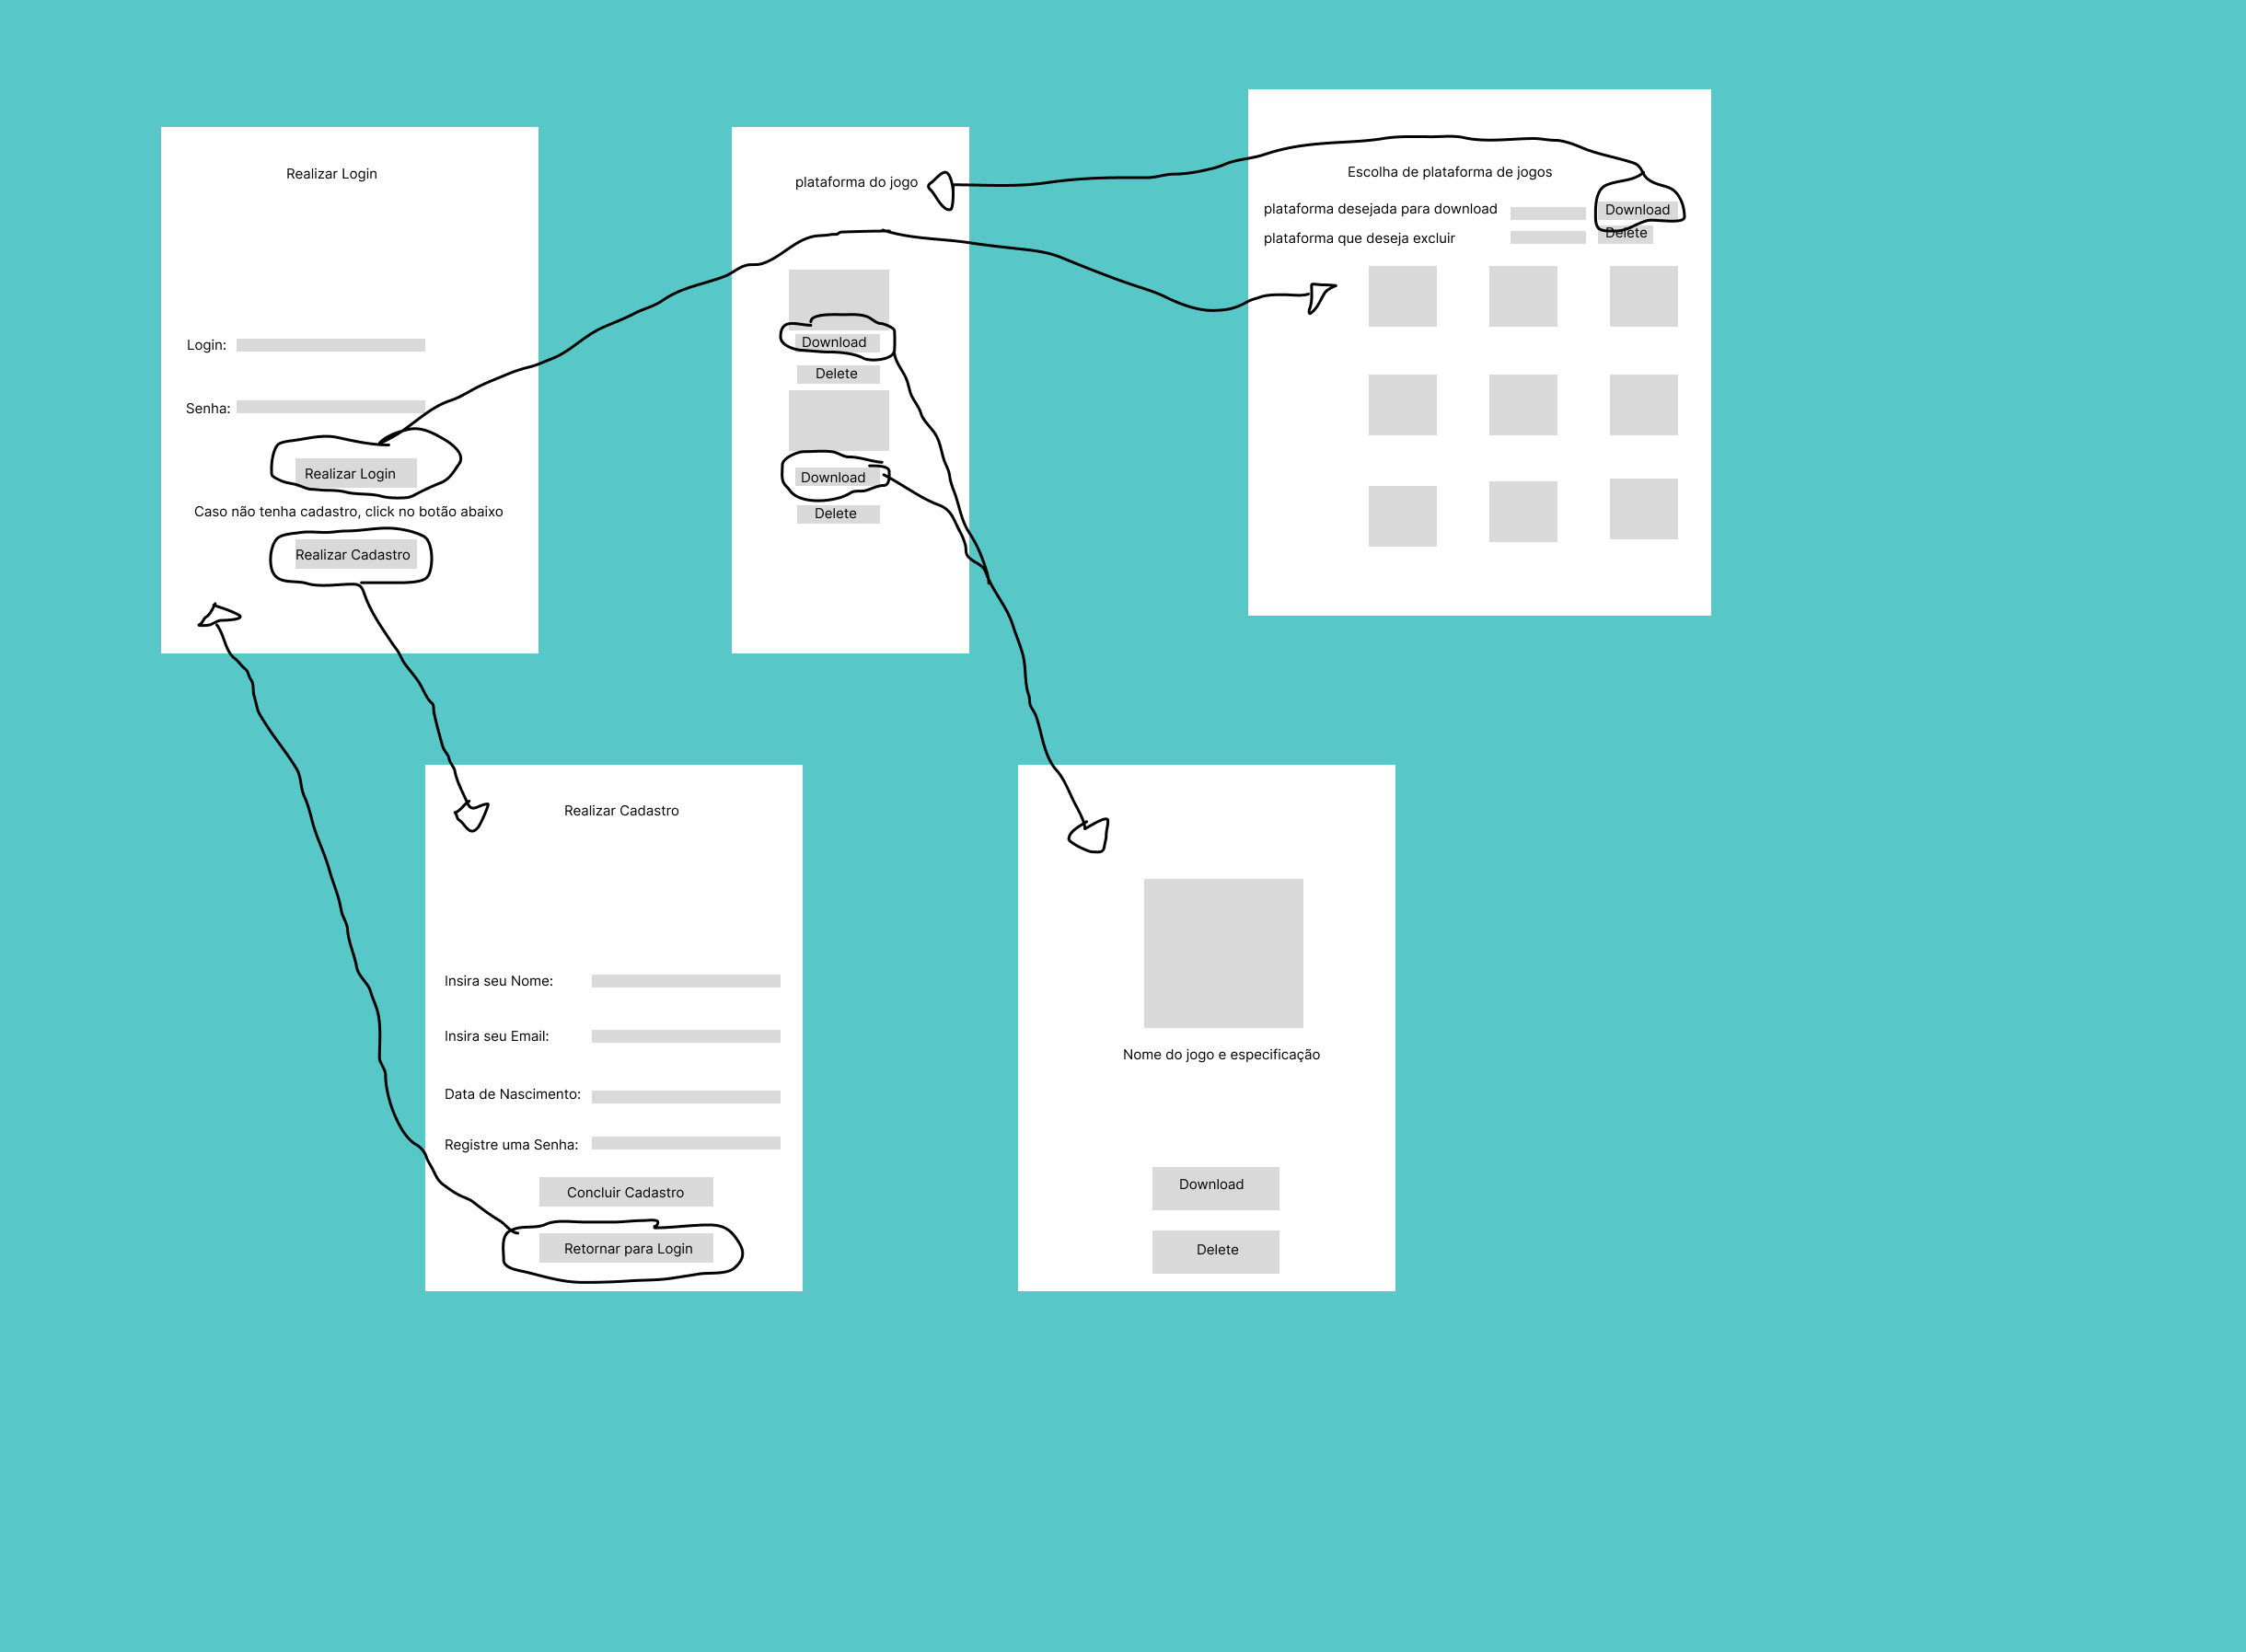 Realizar Login
Login:
Senha:
Realizar Login
Caso não tenha cadastro, click no botão abaixo
Realizar Cadastro
plataforma do jogo
Download
Delete
Download
Delete
Escolha de plataforma de jogos
plataforma desejada para download
Download
plataforma que deseja excluir
Delete
Realizar Cadastro
Insira seu Nome:
Insira seu Email:
Data de Nascimento:
Registre uma Senha:
Concluir Cadastro
Retornar para Login
Nome do jogo e especificação
Download
Delete